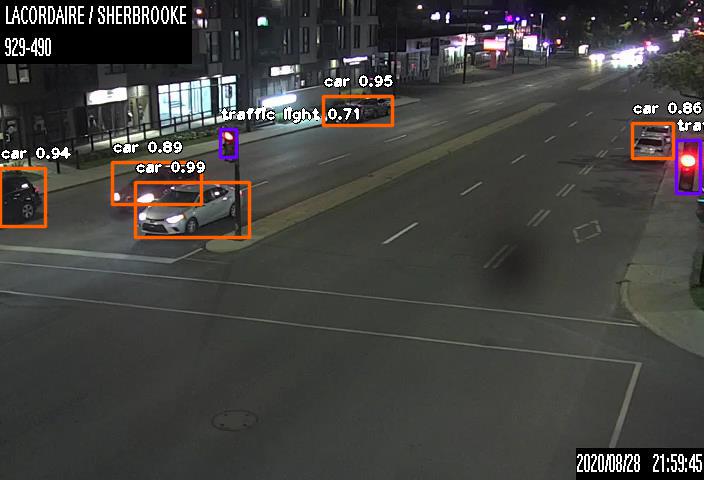 LACORDAIRE / SHERBROOKE
929-490
car 0.95
traffic light 0.71
car 0.86
traf
car 0.89
car 0.94
car 0.99
2020/08/28 21:59:45